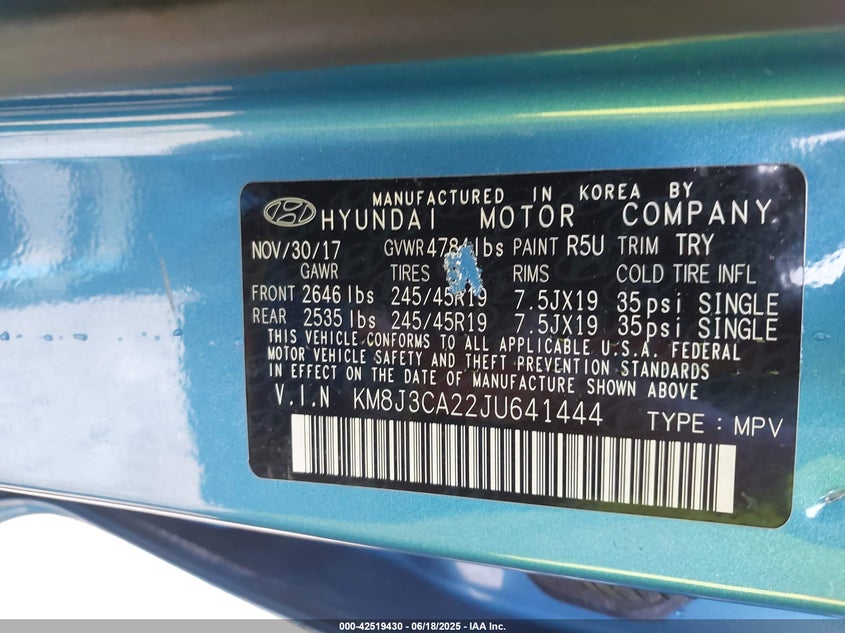 MANUFACTURED IN KOREA BY
HYUNDAI MOTOR COMPANY
NOV/30/17 GVWR 4784 lbs PAINT R5U TRIM TRY
GAWR TIRES RIMS COLD TIRE INFL
FRONT 2646 lbs 245/45R19 7.5JX19 35psi SINGLE
REAR 2535 lbs 245/45R19 7.5JX19 35psi SINGLE
THIS VEHICLE CONFORMS TO ALL APPLICABLE U.S.A. FEDERAL
MOTOR VEHICLE SAFETY AND THEFT PREVENTION STANDARDS
IN EFFECT ON THE DATE OF MANUFACTURE SHOWN ABOVE
V.I.N KM8J3CA22JU641444 TYPE : MPV
000-42519430 - 06/18/2025 - IAA Inc.